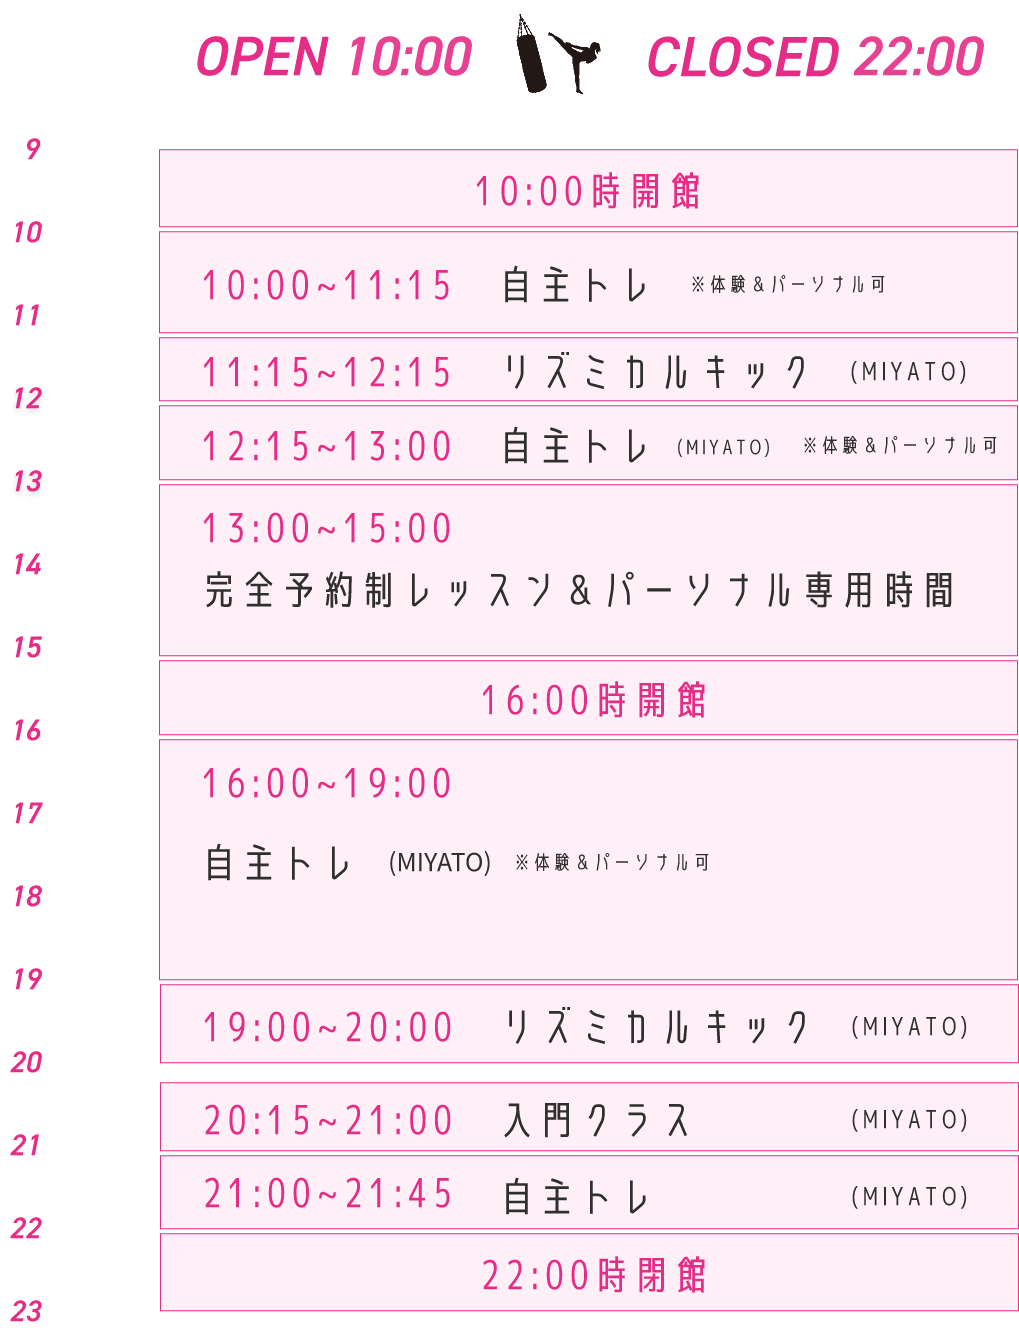 OPEN 10:00 CLOSED 22:00
9
10:00時開館
10
10:00~11:15 自主トレ ※体験&パーソナル可
11
11:15~12:15 リズミカルキック (MIYATO)
12
12:15~13:00 自主トレ (MIYATO) ※体験&パーソナル可
13
13:00~15:00
14
完全予約制レッスン&パーソナル専用時間
15
16:00時開館
16
16:00~19:00
17
自主トレ (MIYATO) ※体験&パーソナル可
18
19
19:00~20:00 リズミカルキック (MIYATO)
20
20:15~21:00 入門クラス (MIYATO)
21
21:00~21:45 自主トレ (MIYATO)
22
22:00時閉館
23